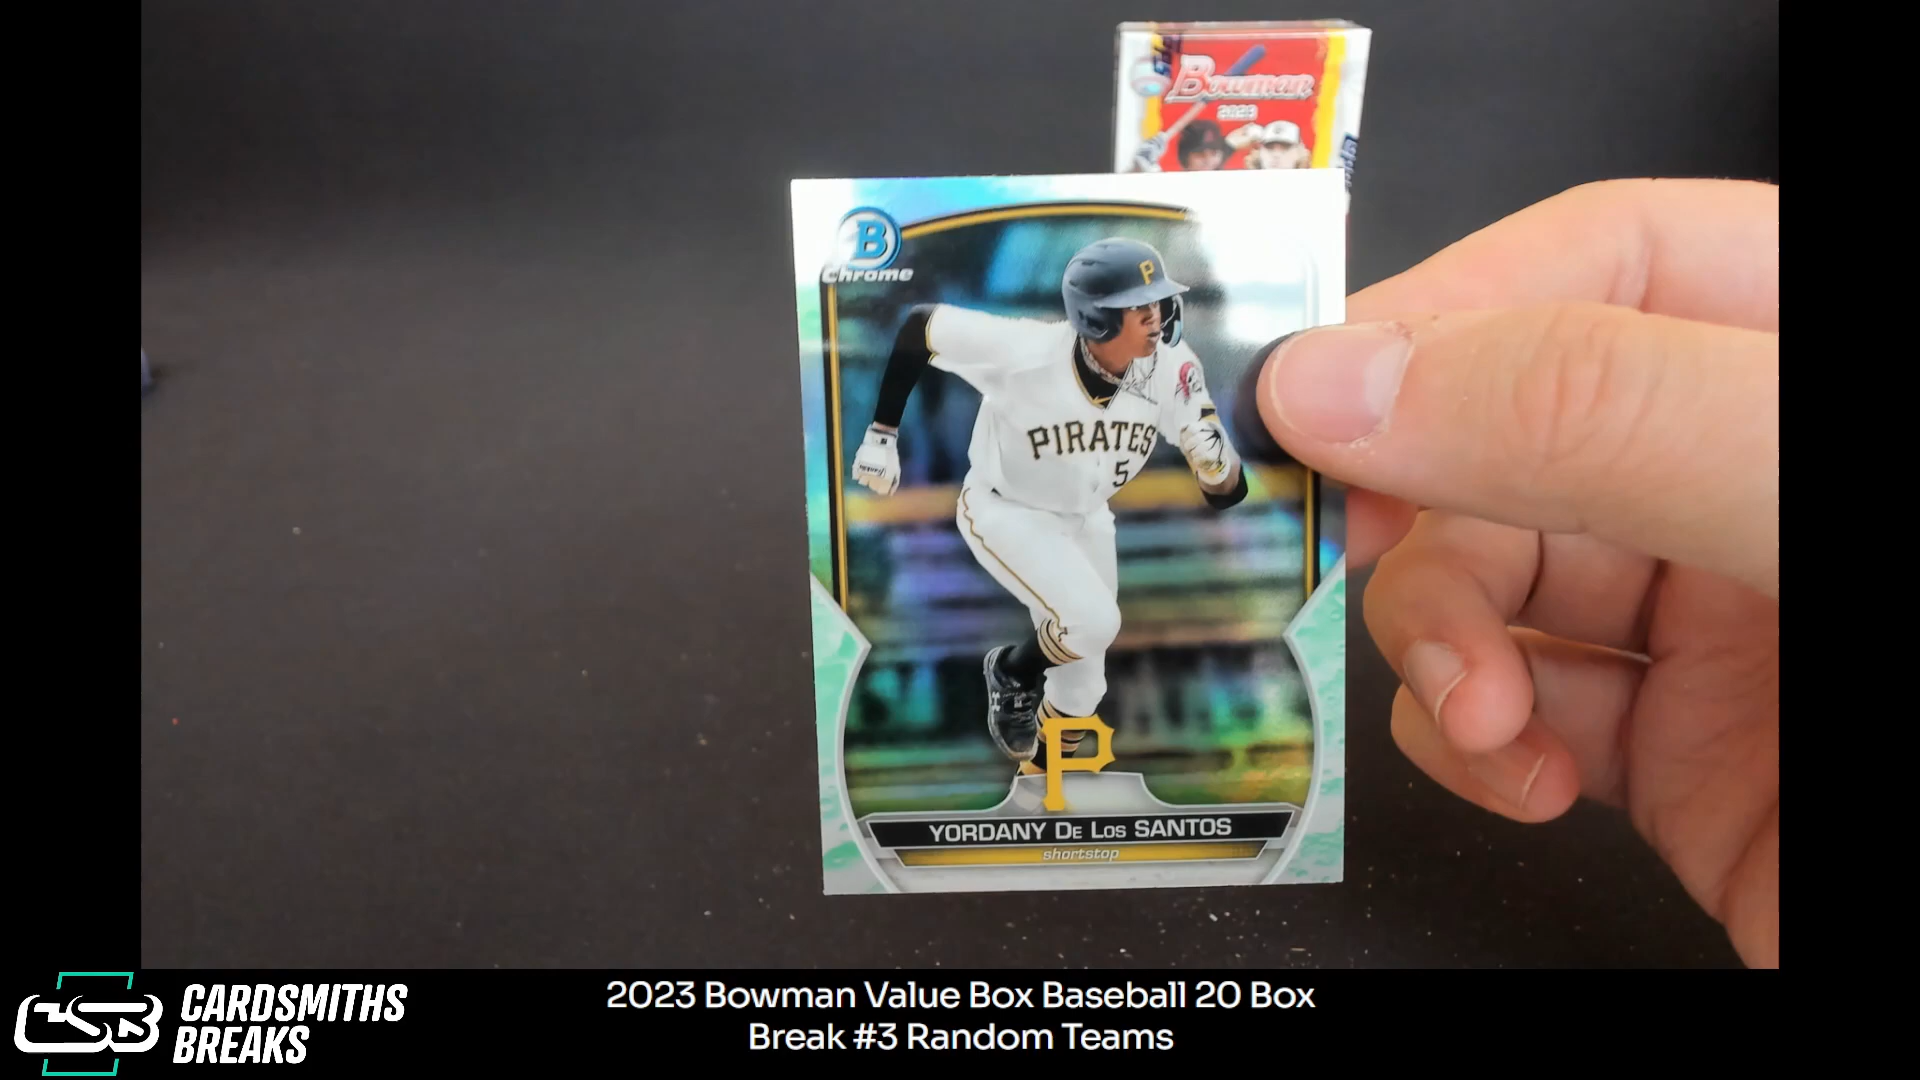 Bowman
2023
B
Chrome
P
PIRATES
5
P
YORDANY DE LOS SANTOS
shortstop
CSB CARDSMITHS BREAKS
2023 Bowman Value Box Baseball 20 Box
Break #3 Random Teams